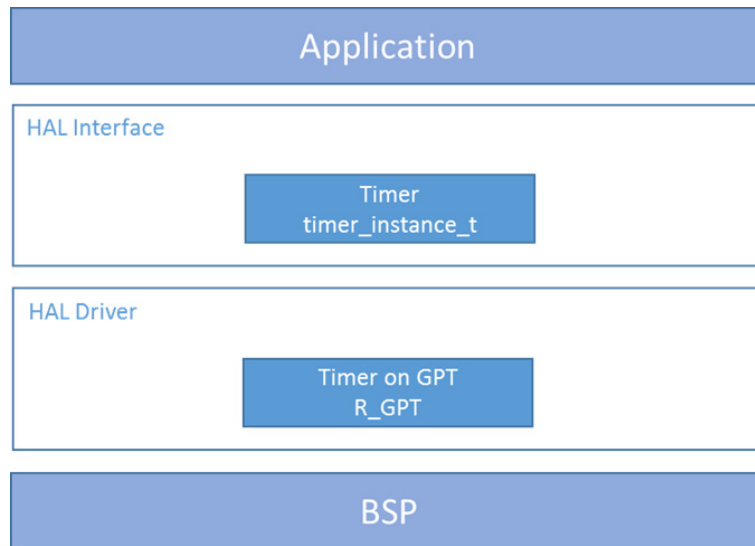 Application
HAL Interface
Timer
timer_instance_t
HAL Driver
Timer on GPT
R_GPT
BSP